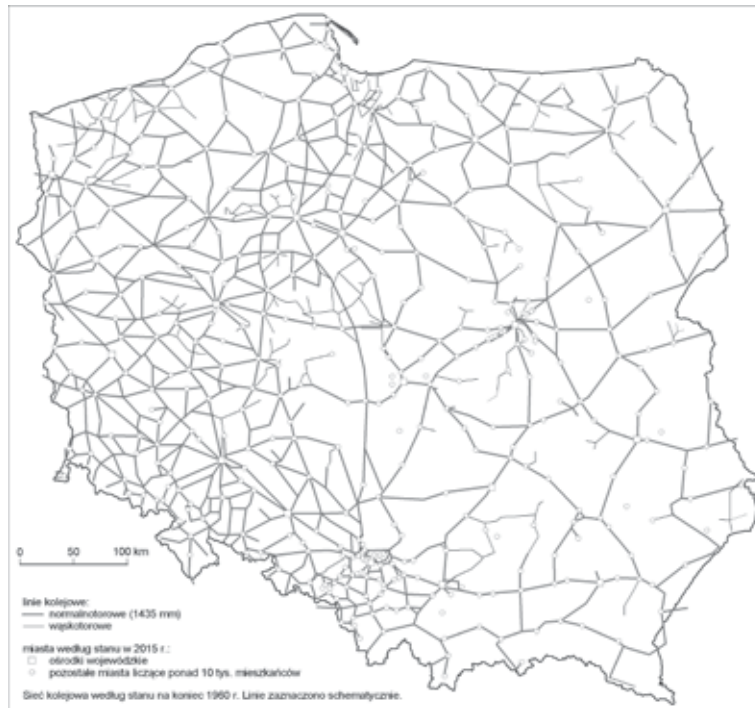 0 50 100 km
linie kolejowe:
normalnotorowe (1435 mm)
wąskotorowe
miasta według stanu w 2015 r.:
ośrodki wojewódzkie
pozostałe miasta liczące ponad 10 tys. mieszkańców
Sieć kolejowa według stanu na koniec 1960 r. Linie zaznaczono schematycznie.